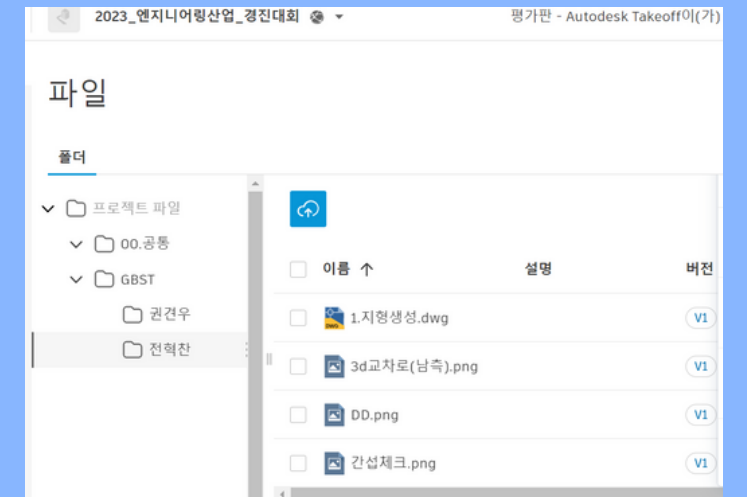 2023_엔지니어링산업_경진대회
평가판 - Autodesk Takeoff이(가)
파일
폴더
프로젝트 파일
00.공통
GBST
권견우
전혁찬
이름 ↑ 설명 버전
1.지형생성.dwg V1
3d교차로(남측).png V1
DD.png V1
간섭체크.png V1